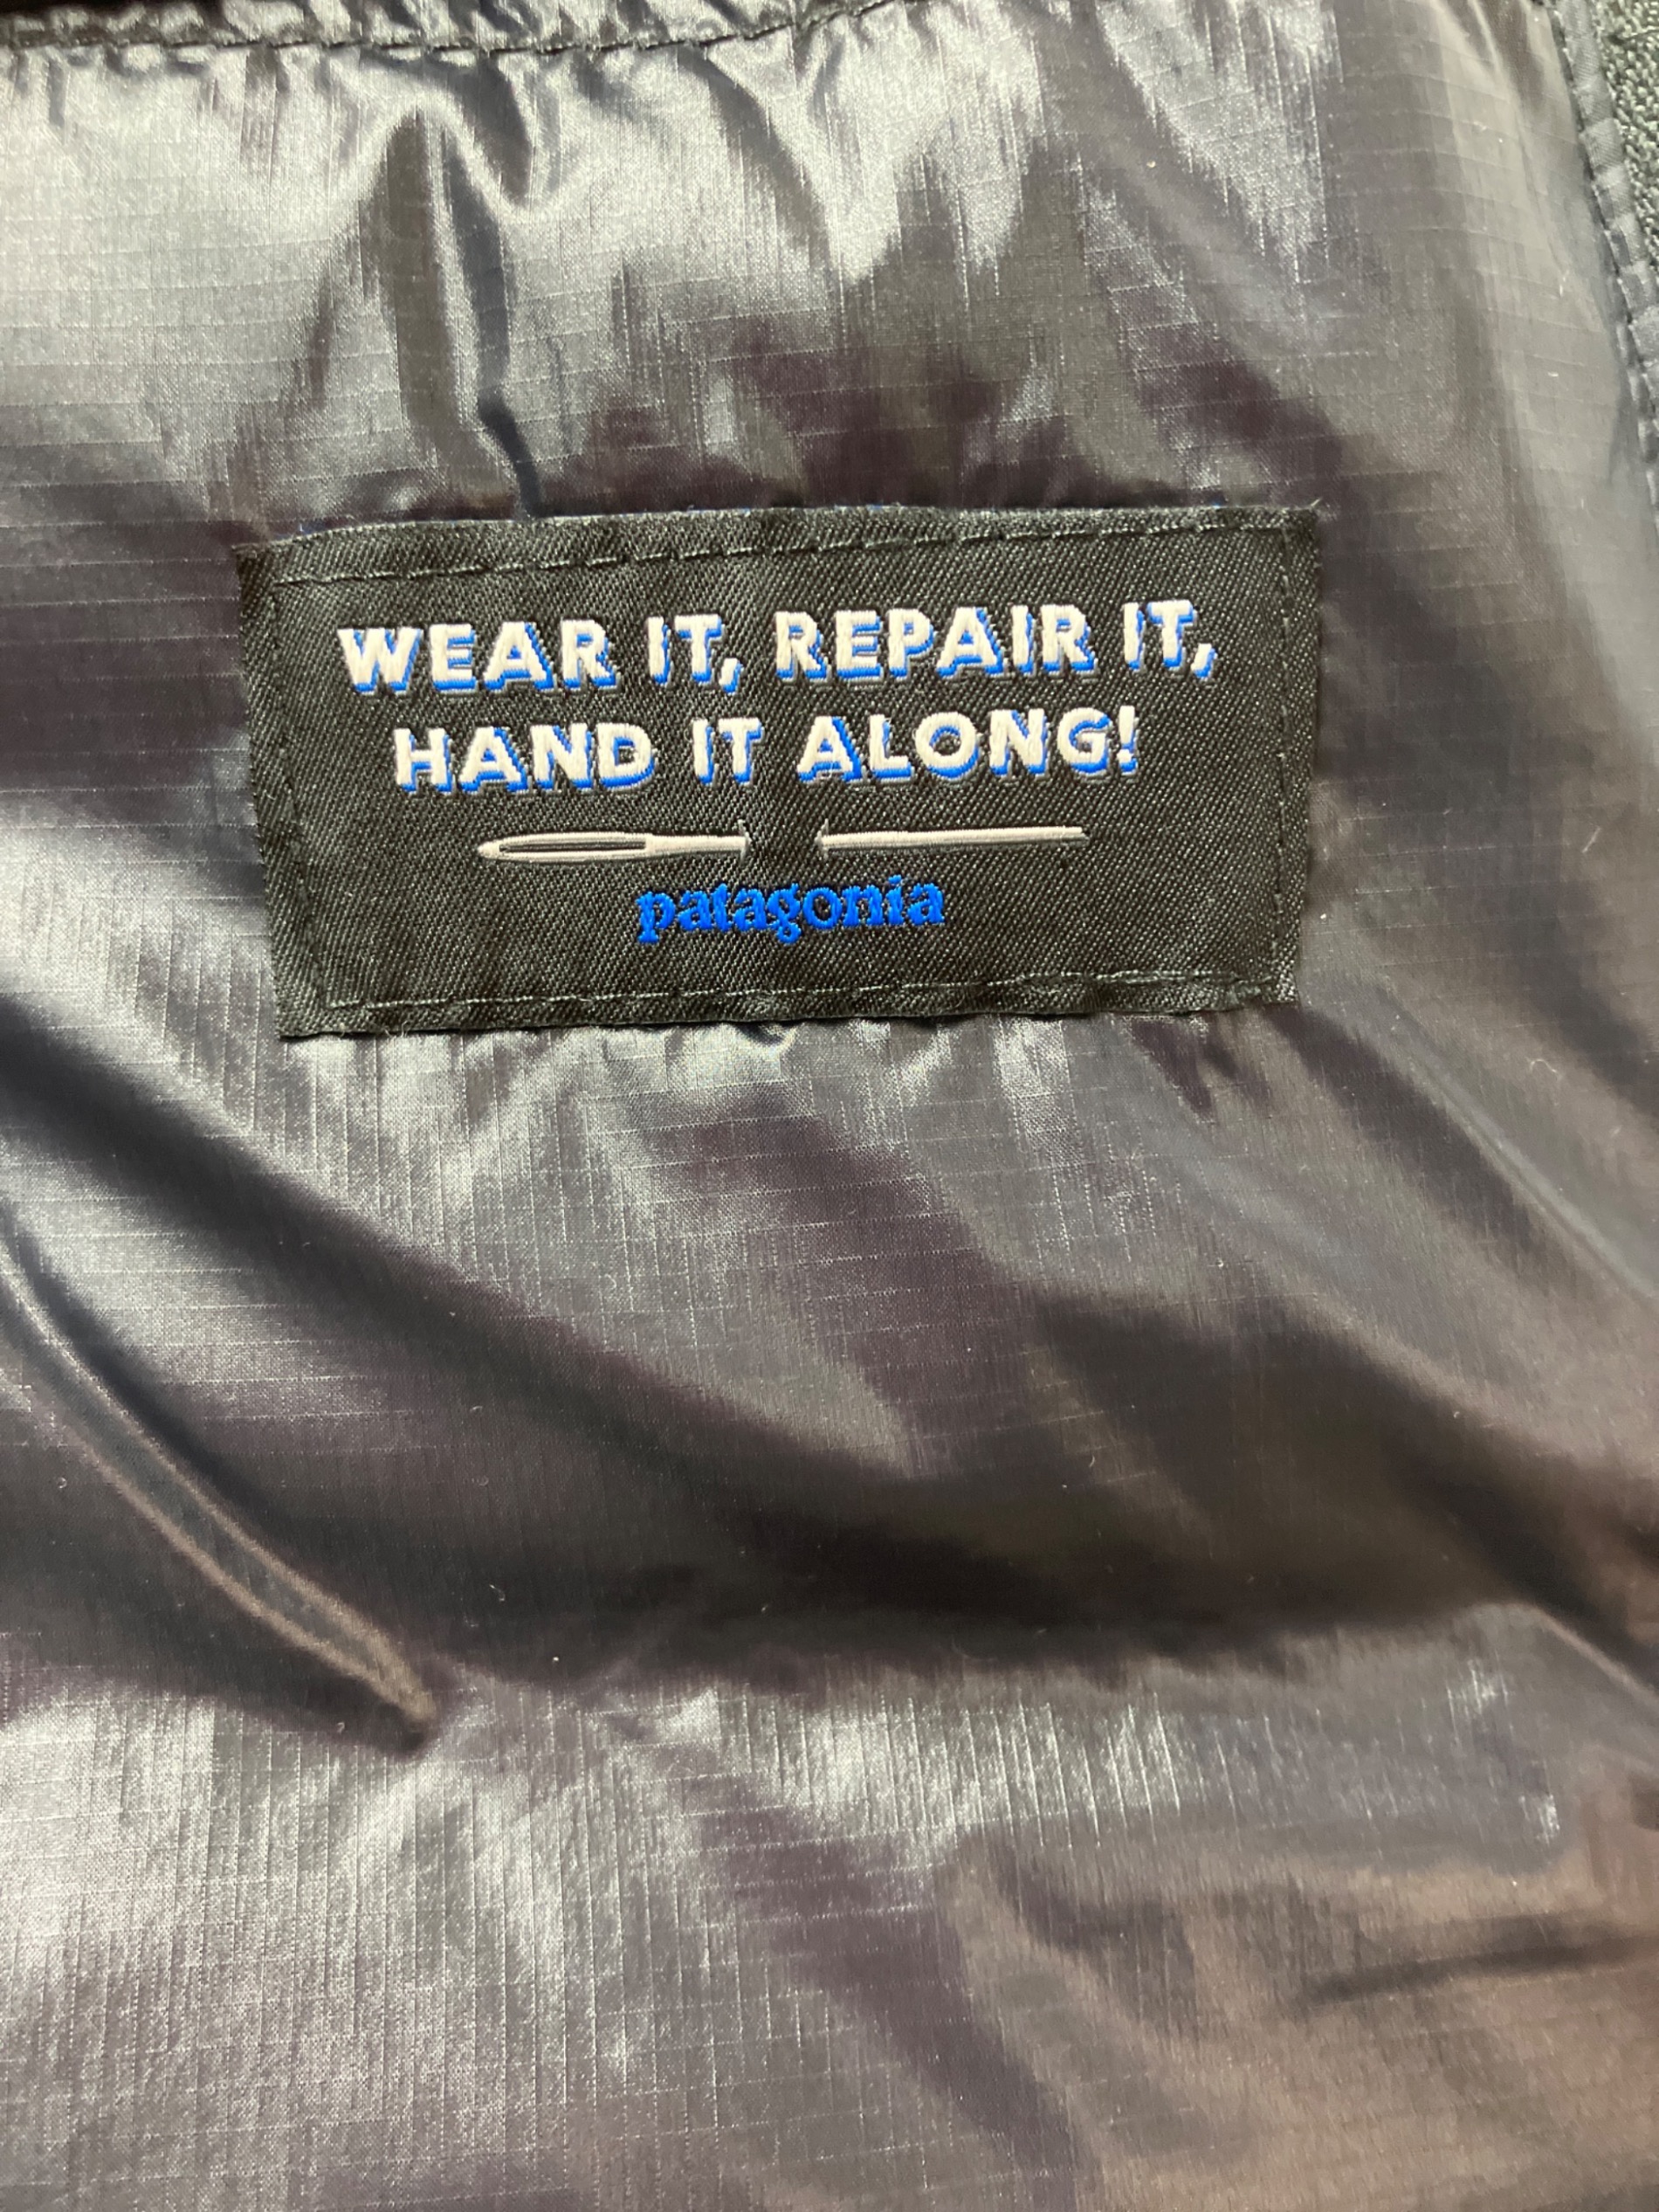 WEAR IT, REPAIR IT,
HAND IT ALONG!
patagonia